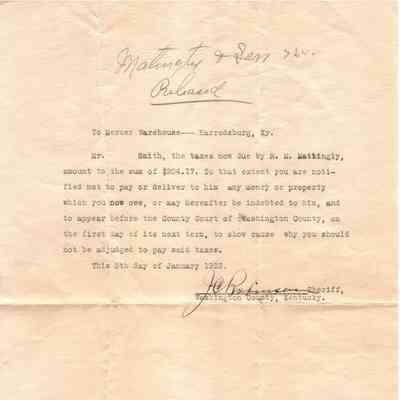 Released
To Mercer Warehouse-- Harrodsburg, Ky.
Mr. Smith, the taxes now due by R. M. Mattingly,
amount to the sum of $204.17. To that extent you are noti-
fied not to pay or deliver to him any money or property
which you now owe, or may hereafter be indebted to him, and
to appear before the County Court of Washington County, on
the first day of its next term, to show cause why you should
not be adjudged to pay said taxes.
This 5th day of January 1922.
J C Robinson Sheriff,
Washington County, Kentucky.